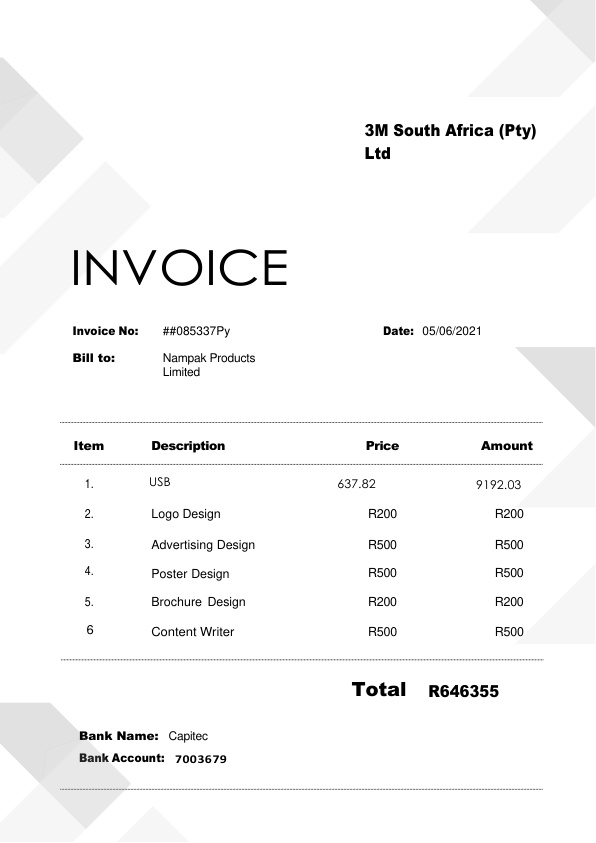 3M South Africa (Pty)
Ltd
INVOICE
Invoice No: ##085337Py Date: 05/06/2021
Bill to: Nampak Products
Limited
Item Description Price Amount
1. USB 637.82 9192.03
2. Logo Design R200 R200
3. Advertising Design R500 R500
4. Poster Design R500 R500
5. Brochure Design R200 R200
6 Content Writer R500 R500
Total R646355
Bank Name: Capitec
Bank Account: 7003679